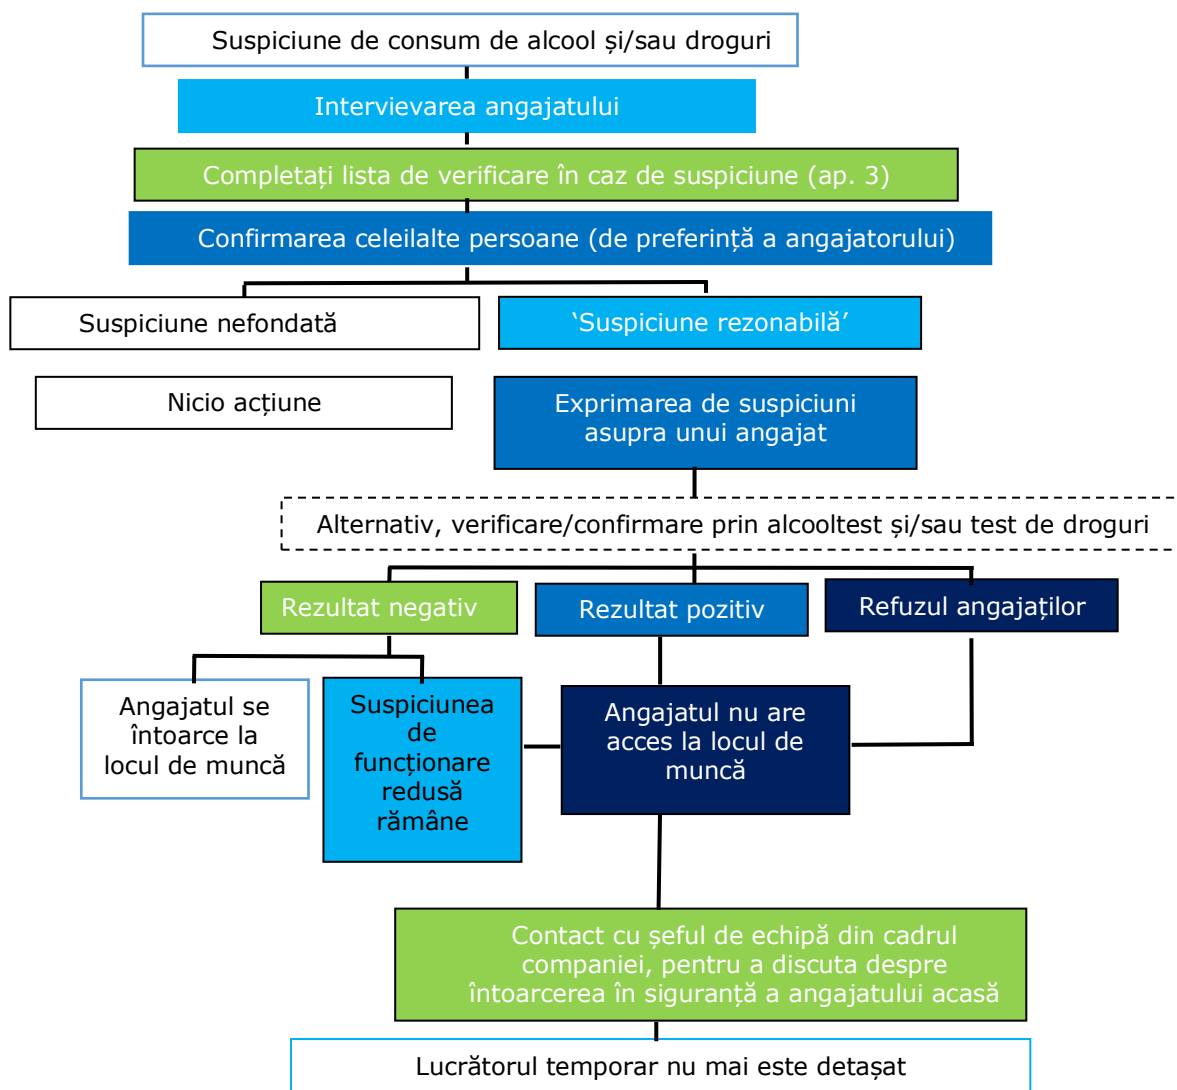 Suspiciune de consum de alcool și/sau droguri
Intervievarea angajatului
Completați lista de verificare în caz de suspiciune (ap. 3)
Confirmarea celeilalte persoane (de preferință a angajatorului)
Suspiciune nefondată
‘Suspiciune rezonabilă’
Nicio acțiune
Exprimarea de suspiciuni
asupra unui angajat
Alternativ, verificare/confirmare prin alcooltest și/sau test de droguri
Rezultat negativ
Rezultat pozitiv
Refuzul angajaților
Angajatul se
întoarce la
locul de muncă
Suspiciunea
de
funcționare
redusă
rămâne
Angajatul nu are
acces la locul de
muncă
Contact cu șeful de echipă din cadrul
companiei, pentru a discuta despre
întoarcerea în siguranță a angajatului acasă
Lucrătorul temporar nu mai este detașat